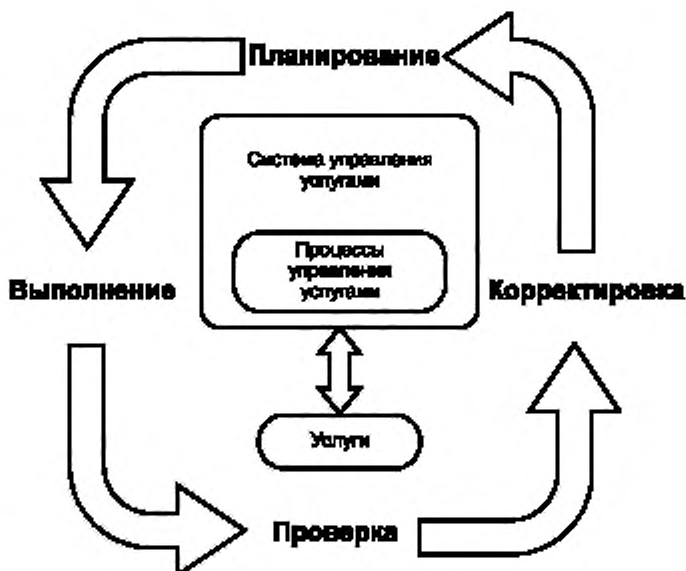 Планирование
Система управления
услугами
Процессы
управления
услугами
Выполнение
Корректировка
Услуги
Проверка